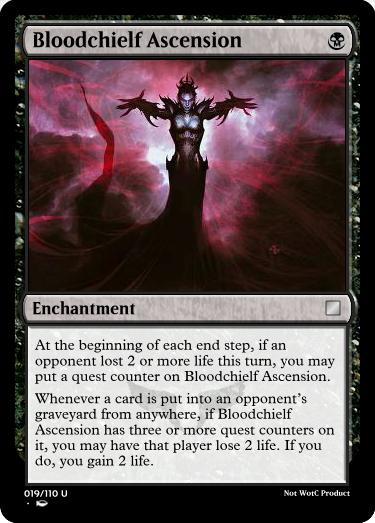 Bloodchielf Ascension
Enchantment
At the beginning of each end step, if an
opponent lost 2 or more life this turn, you may
put a quest counter on Bloodchielf Ascension.
Whenever a card is put into an opponent's
graveyard from anywhere, if Bloodchielf
Ascension has three or more quest counters on
it, you may have that player lose 2 life. If you
do, you gain 2 life.
019/110 U
Not WotC Product